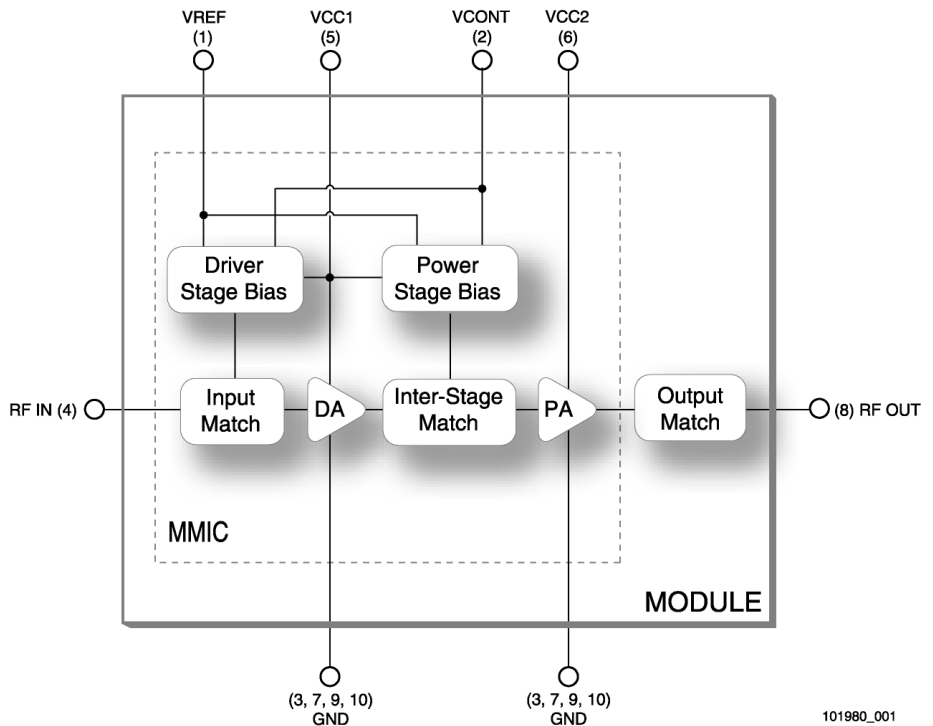 VREF
(1)
VCC1
(5)
VCONT
(2)
VCC2
(6)
Driver
Stage Bias
Power
Stage Bias
RF IN (4)
Input
Match
DA
Inter-Stage
Match
PA
Output
Match
(8) RF OUT
MMIC
MODULE
(3, 7, 9, 10)
GND
(3, 7, 9, 10)
GND
101980_001